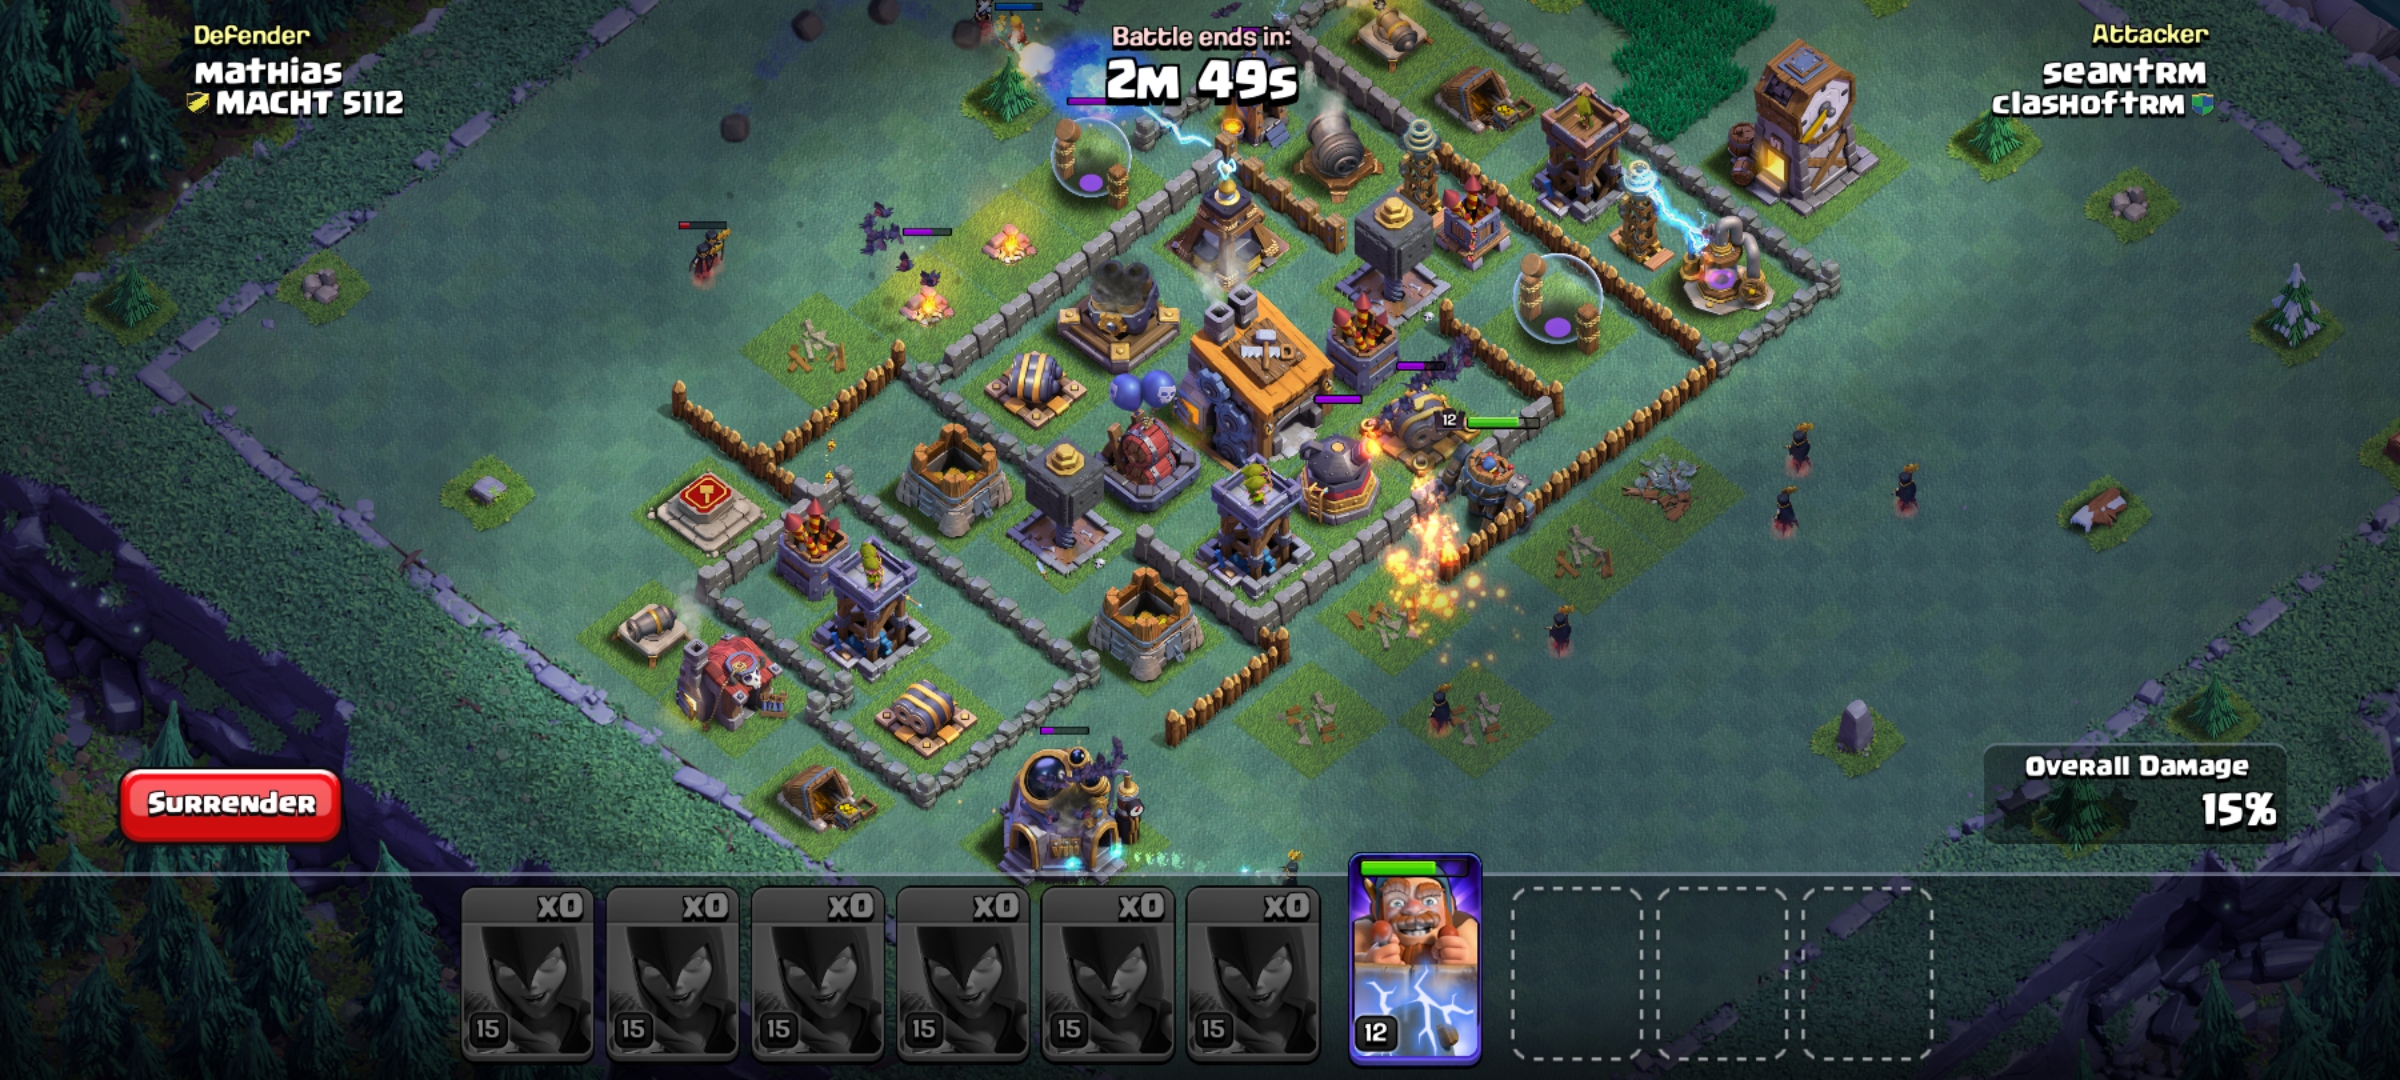 Defender
Mathias
MACHT 5112
Battle ends in:
2M 49s
Attacker
seantRM
clashoftRM
12
Surrender
Overall Damage
15%
x0
x0
x0
x0
x0
x0
15
15
15
15
15
15
12